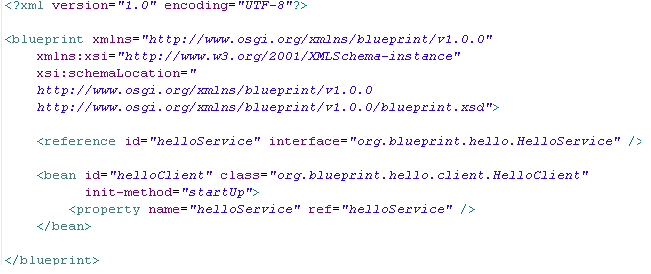 <?xml version="1.0" encoding="UTF-8"?>
<blueprint xmlns="http://www.osgi.org/xmlns/blueprint/v1.0.0"
xmlns:xsi="http://www.w3.org/2001/XMLSchema-instance"
xsi:schemaLocation="
http://www.osgi.org/xmlns/blueprint/v1.0.0
http://www.osgi.org/xmlns/blueprint/v1.0.0/blueprint.xsd">
<reference id="helloService" interface="org.blueprint.hello.HelloService" />
<bean id="helloClient" class="org.blueprint.hello.client.HelloClient"
init-method="startUp">
<property name="helloService" ref="helloService" />
</bean>
</blueprint>